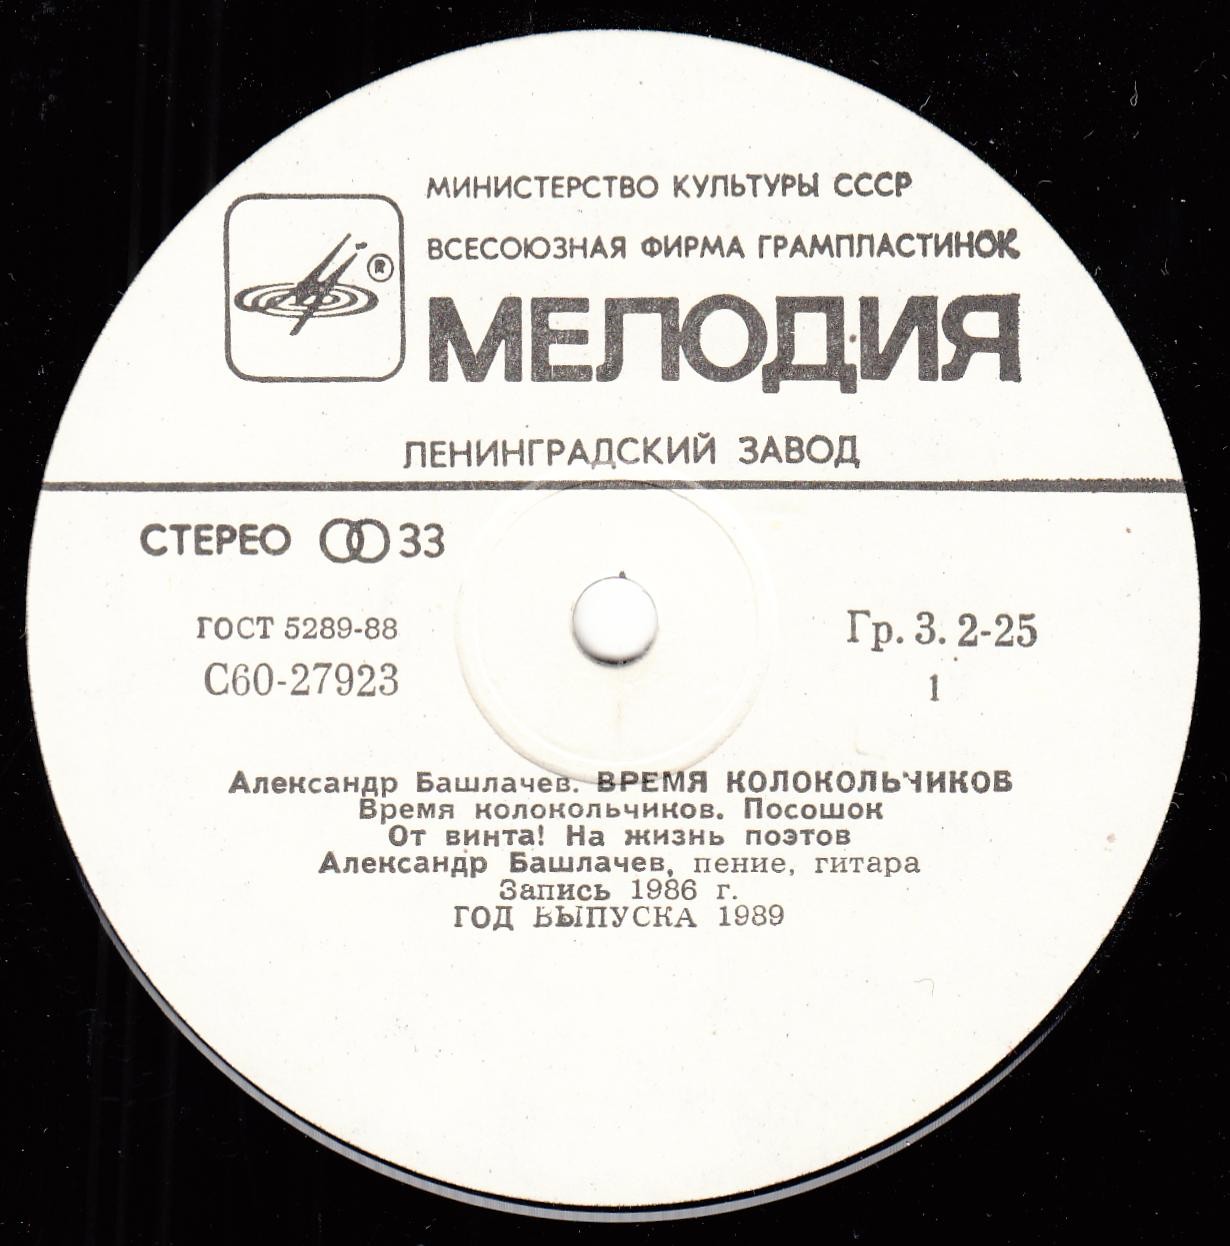 МИНИСТЕРСТВО КУЛЬТУРЫ СССР
ВСЕСОЮЗНАЯ ФИРМА ГРАМПЛАСТИНОК
®
МЕЛОДИЯ
ЛЕНИНГРАДСКИЙ ЗАВОД
СТЕРЕО 33
ГОСТ 5289-88
С60-27923
Гр. 3. 2-25
1
Александр Башлачев. ВРЕМЯ КОЛОКОЛЬЧИКОВ
Время колокольчиков. Посошок
От винта! На жизнь поэтов
Александр Башлачев, пение, гитара
Запись 1986 г.
ГОД ВЫПУСКА 1989